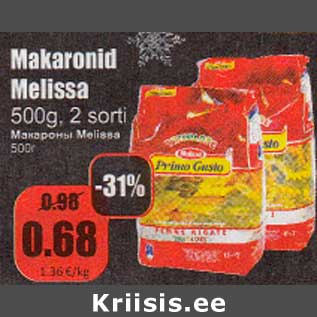 Makaronid
Melissa
500g, 2 sorti
Макароны Melissa
500г
-31%
0.98
0.68
1.36 €/kg
Melissa
Primo Gusto
PENNE RIGATE
sto
Kriisis.ee